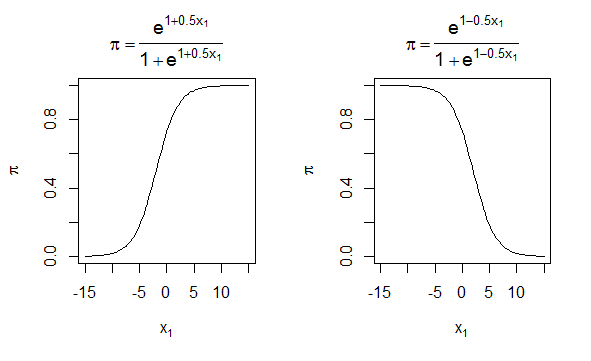 π = e^{1+0.5x₁} / (1 + e^{1+0.5x₁})
π
0.0 0.4 0.8
-15 -5 0 5 10
x₁
π = e^{1−0.5x₁} / (1 + e^{1−0.5x₁})
π
0.0 0.4 0.8
-15 -5 0 5 10
x₁